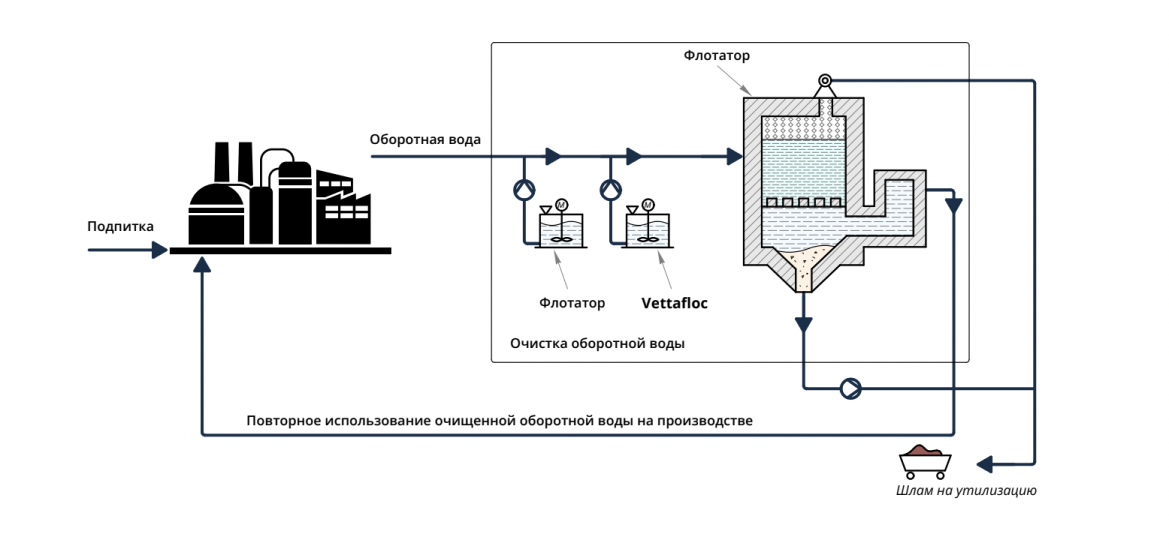 Флотатор
Оборотная вода
M
M
Подпитка
Флотатор
Vettafloc
Очистка оборотной воды
Повторное использование очищенной оборотной воды на производстве
Шлам на утилизацию